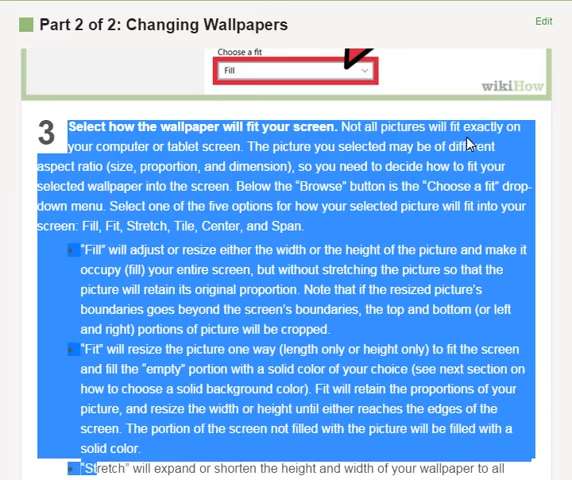 Part 2 of 2: Changing Wallpapers
Edit
Choose a fit
Fill
wikiHow
3
Select how the wallpaper will fit your screen. Not all pictures will fit exactly on
your computer or tablet screen. The picture you selected may be of different
aspect ratio (size, proportion, and dimension), so you need to decide how to fit your
selected wallpaper into the screen. Below the “Browse” button is the “Choose a fit” drop-
down menu. Select one of the five options for how your selected picture will fit into your
screen: Fill, Fit, Stretch, Tile, Center, and Span.
“Fill” will adjust or resize either the width or the height of the picture and make it
occupy (fill) your entire screen, but without stretching the picture so that the
picture will retain its original proportion. Note that if the resized picture’s
boundaries goes beyond the screen’s boundaries, the top and bottom (or left
and right) portions of picture will be cropped.
“Fit” will resize the picture one way (length only or height only) to fit the screen
and fill the “empty” portion with a solid color of your choice (see next section on
how to choose a solid background color). Fit will retain the proportions of your
picture, and resize the width or height until either reaches the edges of the
screen. The portion of the screen not filled with the picture will be filled with a
solid color.
“Stretch” will expand or shorten the height and width of your wallpaper to all